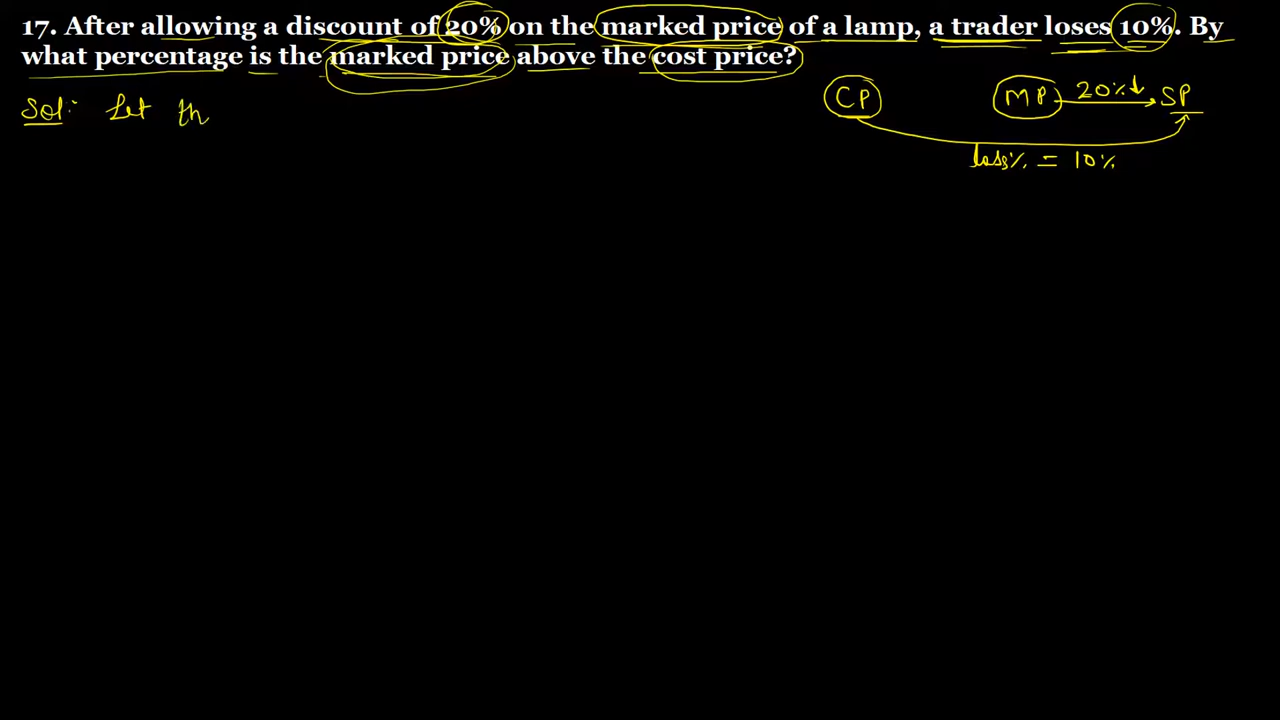 17. After allowing a discount of 20% on the marked price of a lamp, a trader loses 10%. By
what percentage is the marked price above the cost price?
CP MP 20%↓ SP
Sol: Let th
loss% = 10%